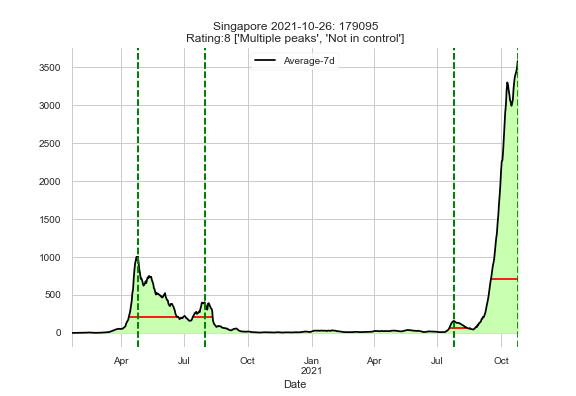 Singapore 2021-10-26: 179095
Rating:8 ['Multiple peaks', 'Not in control']
Average-7d
3500
3000
2500
2000
1500
1000
500
0
Apr Jul Oct Jan Apr Jul Oct
2021
Date